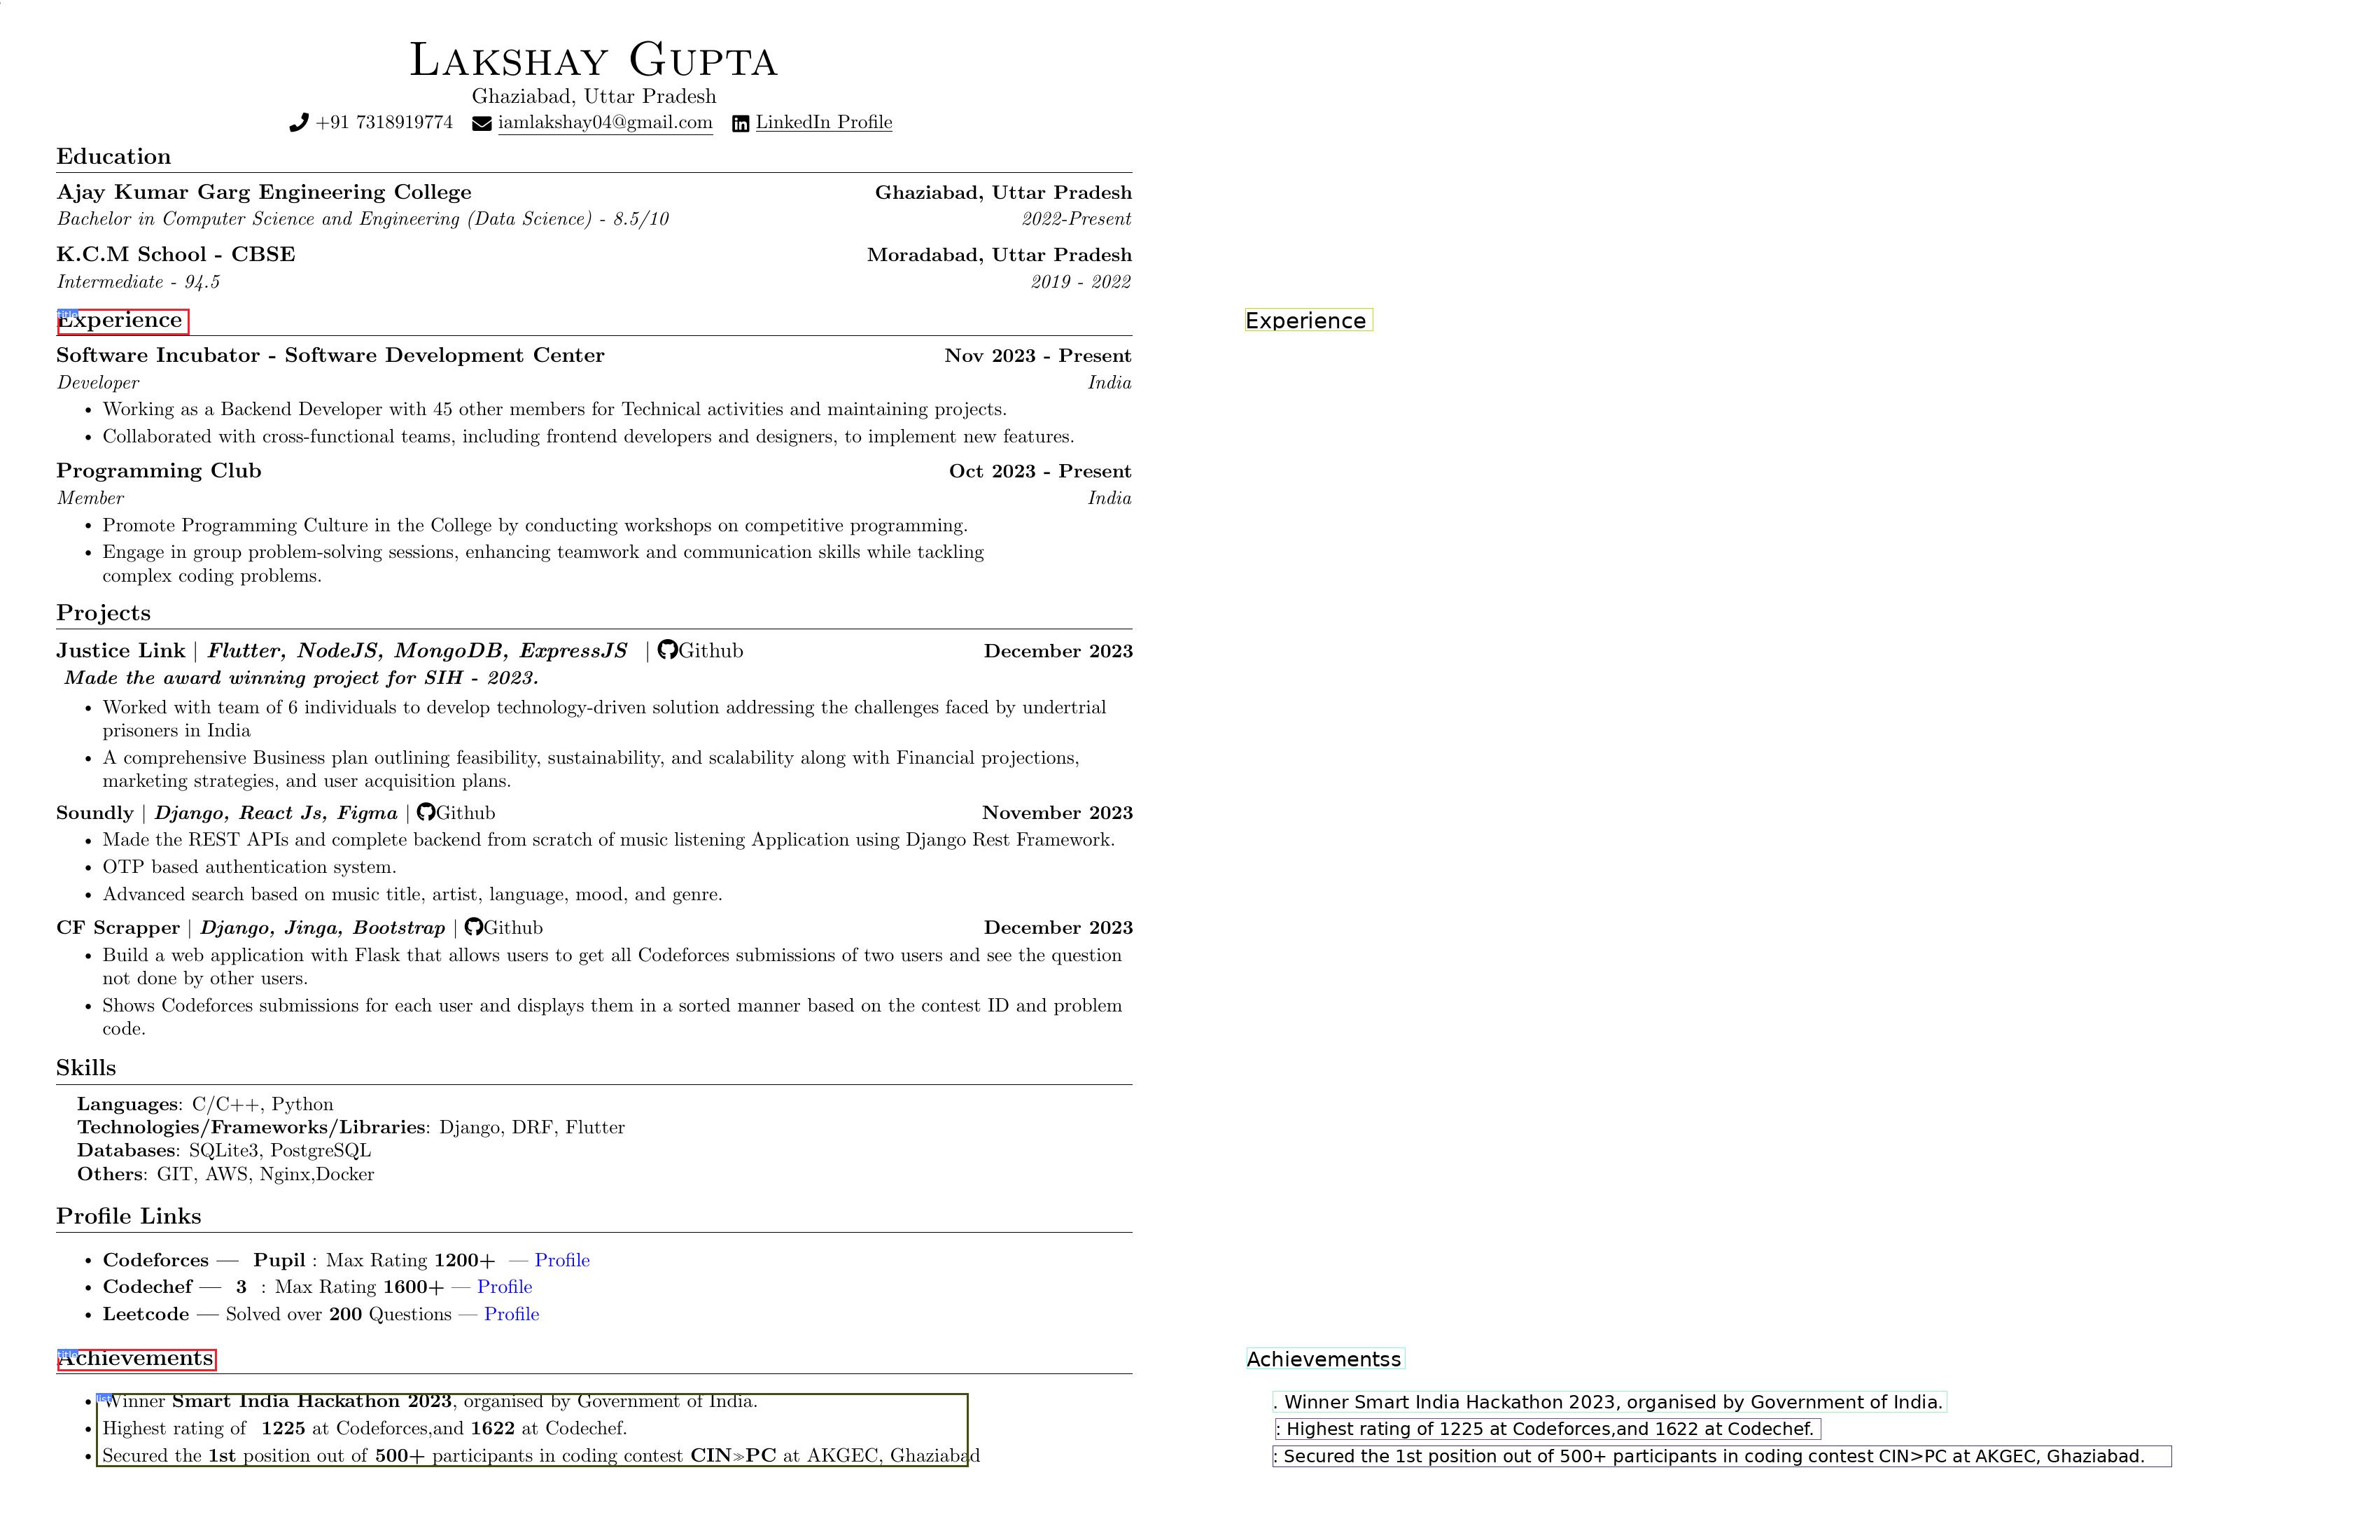 Lakshay Gupta
Ghaziabad, Uttar Pradesh
+91 7318919774 iamlakshay04@gmail.com LinkedIn Profile
Education
Ajay Kumar Garg Engineering College Ghaziabad, Uttar Pradesh
Bachelor in Computer Science and Engineering (Data Science) - 8.5/10 2022-Present
K.C.M School - CBSE Moradabad, Uttar Pradesh
Intermediate - 94.5 2019 - 2022
title
Experience
Software Incubator - Software Development Center Nov 2023 - Present
Developer India
• Working as a Backend Developer with 45 other members for Technical activities and maintaining projects.
• Collaborated with cross-functional teams, including frontend developers and designers, to implement new features.
Programming Club Oct 2023 - Present
Member India
• Promote Programming Culture in the College by conducting workshops on competitive programming.
• Engage in group problem-solving sessions, enhancing teamwork and communication skills while tackling
complex coding problems.
Projects
Justice Link | Flutter, NodeJS, MongoDB, ExpressJS | Github December 2023
Made the award winning project for SIH - 2023.
• Worked with team of 6 individuals to develop technology-driven solution addressing the challenges faced by undertrial
prisoners in India
• A comprehensive Business plan outlining feasibility, sustainability, and scalability along with Financial projections,
marketing strategies, and user acquisition plans.
Soundly | Django, React Js, Figma | Github November 2023
• Made the REST APIs and complete backend from scratch of music listening Application using Django Rest Framework.
• OTP based authentication system.
• Advanced search based on music title, artist, language, mood, and genre.
CF Scrapper | Django, Jinga, Bootstrap | Github December 2023
• Build a web application with Flask that allows users to get all Codeforces submissions of two users and see the question
not done by other users.
• Shows Codeforces submissions for each user and displays them in a sorted manner based on the contest ID and problem
code.
Skills
Languages: C/C++, Python
Technologies/Frameworks/Libraries: Django, DRF, Flutter
Databases: SQLite3, PostgreSQL
Others: GIT, AWS, Nginx,Docker
Profile Links
• Codeforces — Pupil : Max Rating 1200+ — Profile
• Codechef — 3 : Max Rating 1600+ — Profile
• Leetcode — Solved over 200 Questions — Profile
title
Achievements
list
• Winner Smart India Hackathon 2023, organised by Government of India.
• Highest rating of 1225 at Codeforces,and 1622 at Codechef.
• Secured the 1st position out of 500+ participants in coding contest CIN≫PC at AKGEC, Ghaziabad
Experience
Achievementss
. Winner Smart India Hackathon 2023, organised by Government of India.
: Highest rating of 1225 at Codeforces,and 1622 at Codechef.
: Secured the 1st position out of 500+ participants in coding contest CIN>PC at AKGEC, Ghaziabad.